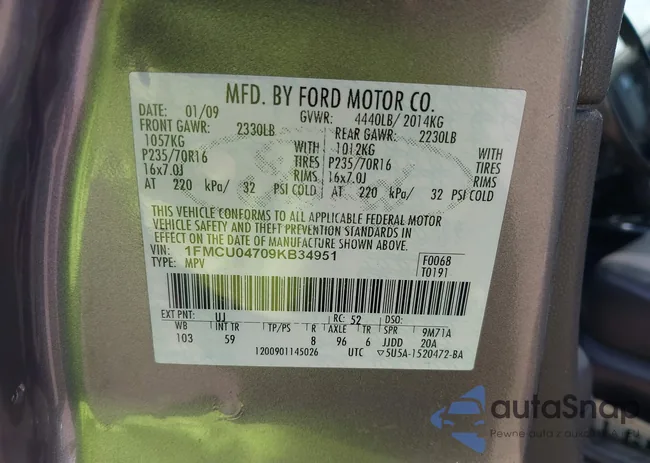 MFD. BY FORD MOTOR CO.
DATE: 01/09 GVWR: 4440LB/ 2014KG
FRONT GAWR: 2330LB REAR GAWR: 2230LB
1057KG WITH 1012KG WITH
P235/70R16 TIRES P235/70R16 TIRES
16x7.0J RIMS 16x7.0J RIMS
AT 220 kPa/ 32 PSI COLD AT 220 kPa/ 32 PSI COLD
THIS VEHICLE CONFORMS TO ALL APPLICABLE FEDERAL MOTOR
VEHICLE SAFETY AND THEFT PREVENTION STANDARDS IN
EFFECT ON THE DATE OF MANUFACTURE SHOWN ABOVE.
VIN: 1FMCU04709KB34951 F0068
TYPE: MPV T0191
EXT PNT: UJ RC: 52 DSO:
WB INT TR TP/PS R AXLE TR SPR 9M71A
103 59 8 96 6 JJDD 20A
1200901145026 UTC ▽5U5A-1520472-BA
autaSnap
Pewne auto z aukcji